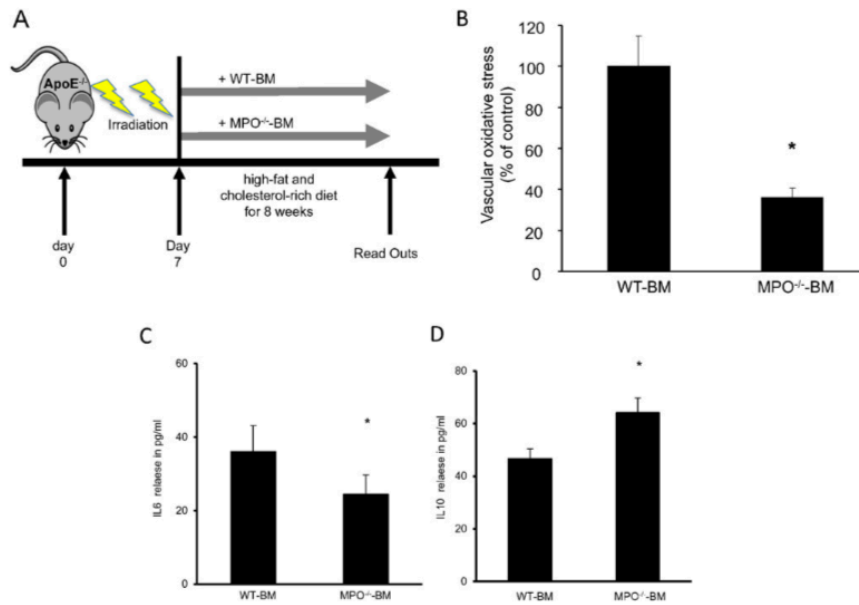 A
ApoE-/-
Irradiation
+ WT-BM
+ MPO-/--BM
high-fat and
cholesterol-rich diet
for 8 weeks
day
0
Day
7
Read Outs
B
Vascular oxidative stress
(% of control)
120
100
80
60
40
20
0
*
WT-BM
MPO-/--BM
C
IL6 relaese in pg/ml
60
40
20
0
*
WT-BM
MPO-/--BM
D
IL10 relaese in pg/ml
80
60
40
20
0
*
WT-BM
MPO-/--BM